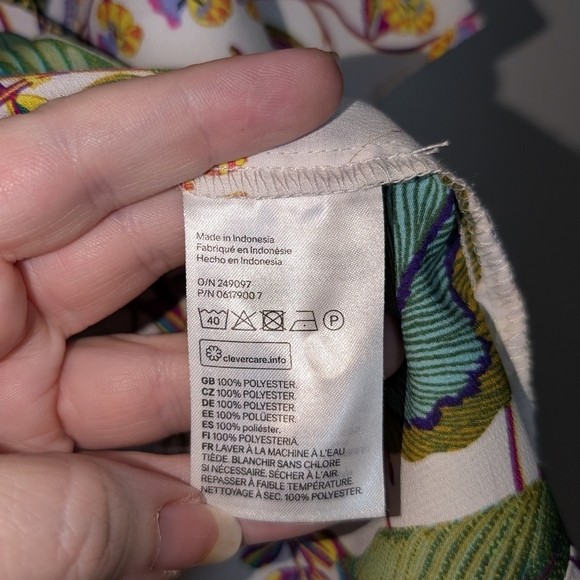 Made in Indonesia
Fabriqué en Indonésie
Hecho en Indonesia
O/N 249097
P/N 0617900 7
40 P
clevercare.info
GB 100% POLYESTER.
CZ 100% POLYESTER.
DE 100% POLYESTER.
EE 100% POLÜESTER.
ES 100% poliéster.
FI 100% POLYESTERIA.
FR LAVER À LA MACHINE À L'EAU
TIÈDE. BLANCHIR SANS CHLORE
SI NÉCESSAIRE. SÉCHER À L'AIR.
REPASSER À FAIBLE TEMPÉRATURE.
NETTOYAGE À SEC. 100% POLYESTER.